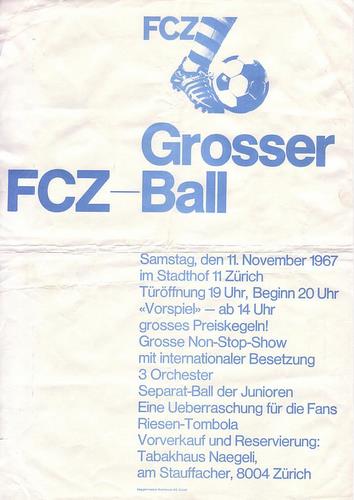 FCZ
Grosser
FCZ—Ball
Samstag, den 11. November 1967
im Stadthof 11 Zürich
Türöffnung 19 Uhr, Beginn 20 Uhr
«Vorspiel» — ab 14 Uhr
grosses Preiskegeln!
Grosse Non-Stop-Show
mit internationaler Besetzung
3 Orchester
Separat-Ball der Junioren
Eine Ueberraschung für die Fans
Riesen-Tombola
Vorverkauf und Reservierung:
Tabakhaus Naegeli,
am Stauffacher, 8004 Zürich